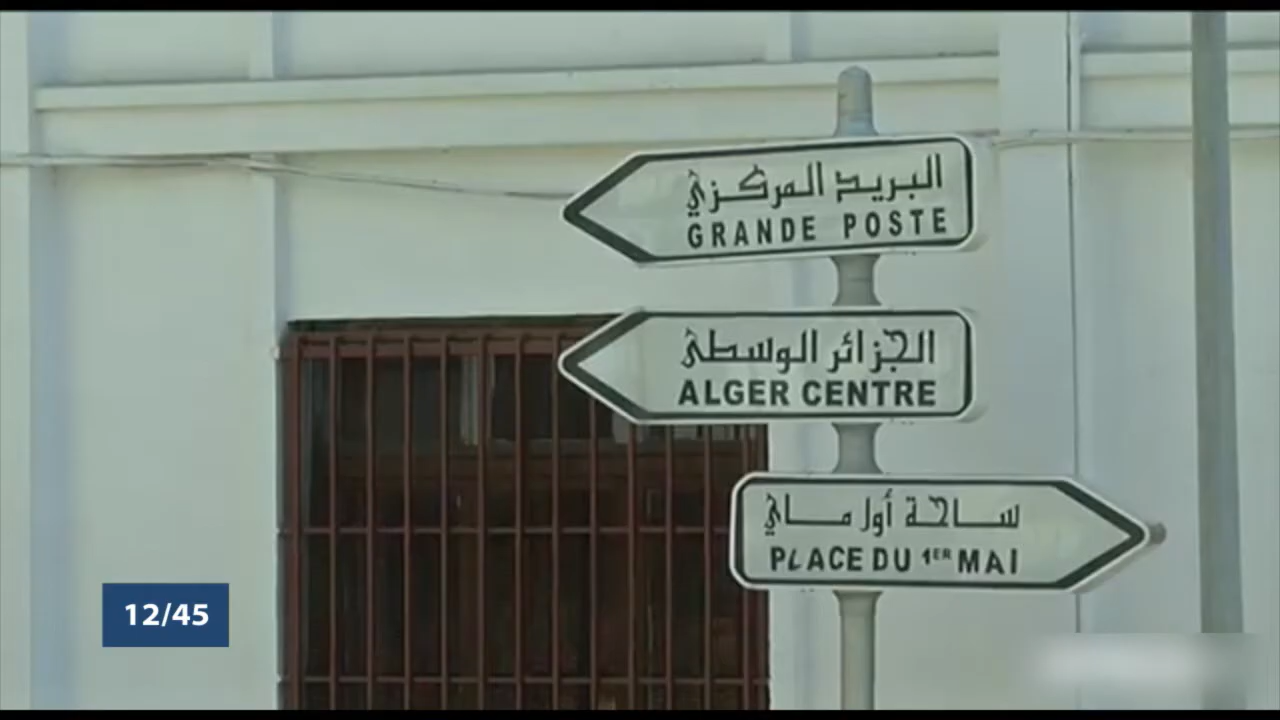 البريد المركزي
GRANDE POSTE
الجزائر الوسطى
ALGER CENTRE
ساحة أول ماي
PLACE DU 1ER MAI
12/45